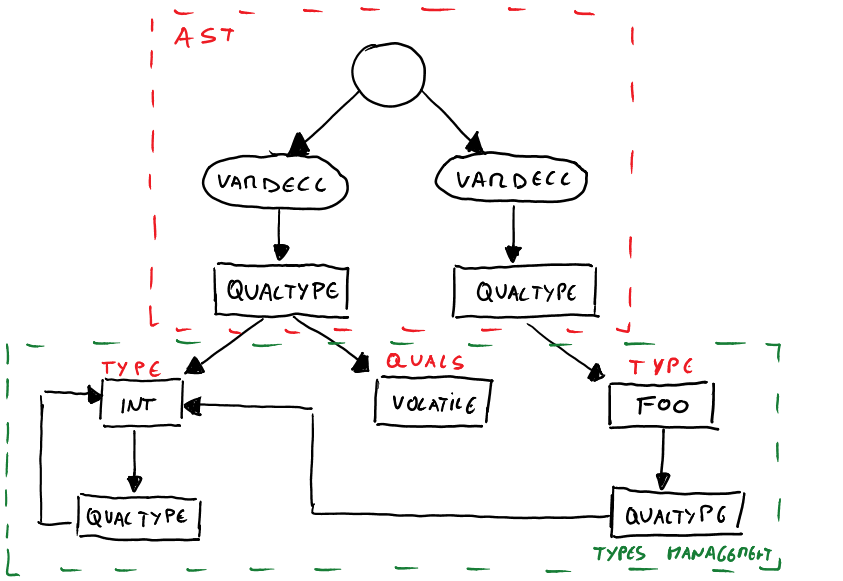 AST
VARDECL
VARDECL
QUALTYPE
QUALTYPE
TYPE
QUALS
TYPE
INT
VOLATILE
FOO
QUALTYPE
QUALTYPE
TYPES MANAGEMENT